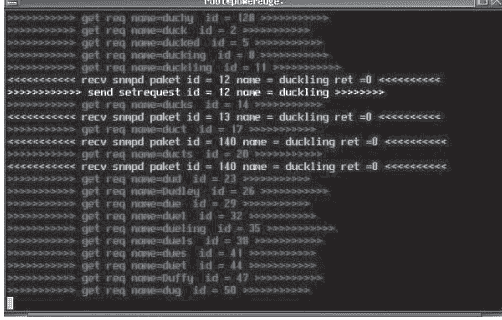 root@poweredge:
>>>>>>>>>>> get req name=duchy id = 128 >>>>>>>>>>>
>>>>>>>>>>> get req name=duck id = 2 >>>>>>>>>>>
>>>>>>>>>>> get req name=ducked id = 5 >>>>>>>>>>>
>>>>>>>>>>> get req name=ducking id = 8 >>>>>>>>>>>
>>>>>>>>>>> get req name=duckling id = 11 >>>>>>>>>>>
<<<<<<<<<<< recv snmpd paket id = 12 name = duckling ret =0 <<<<<<<<<<
>>>>>>>>>>>> send setrequest id = 12 name = duckling >>>>>>>>
>>>>>>>>>>> get req name=ducks id = 14 >>>>>>>>>>>
<<<<<<<<<<< recv snmpd paket id = 13 name = duckling ret =0 <<<<<<<<<<
>>>>>>>>>>> get req name=duct id = 17 >>>>>>>>>>>
<<<<<<<<<<< recv snmpd paket id = 140 name = duckling ret =0 <<<<<<<<<<
>>>>>>>>>>> get req name=ducts id = 20 >>>>>>>>>>>
<<<<<<<<<<< recv snmpd paket id = 140 name = duckling ret =0 <<<<<<<<<<
>>>>>>>>>>> get req name=dud id = 23 >>>>>>>>>>>
>>>>>>>>>>> get req name=Dudley id = 26 >>>>>>>>>>>
>>>>>>>>>>> get req name=due id = 29 >>>>>>>>>>>
>>>>>>>>>>> get req name=duel id = 32 >>>>>>>>>>>
>>>>>>>>>>> get req name=dueling id = 35 >>>>>>>>>>>
>>>>>>>>>>> get req name=duels id = 38 >>>>>>>>>>>
>>>>>>>>>>> get req name=dues id = 41 >>>>>>>>>>>
>>>>>>>>>>> get req name=duet id = 44 >>>>>>>>>>>
>>>>>>>>>>> get req name=Duffy id = 47 >>>>>>>>>>>
>>>>>>>>>>> get req name=dug id = 50 >>>>>>>>>>>